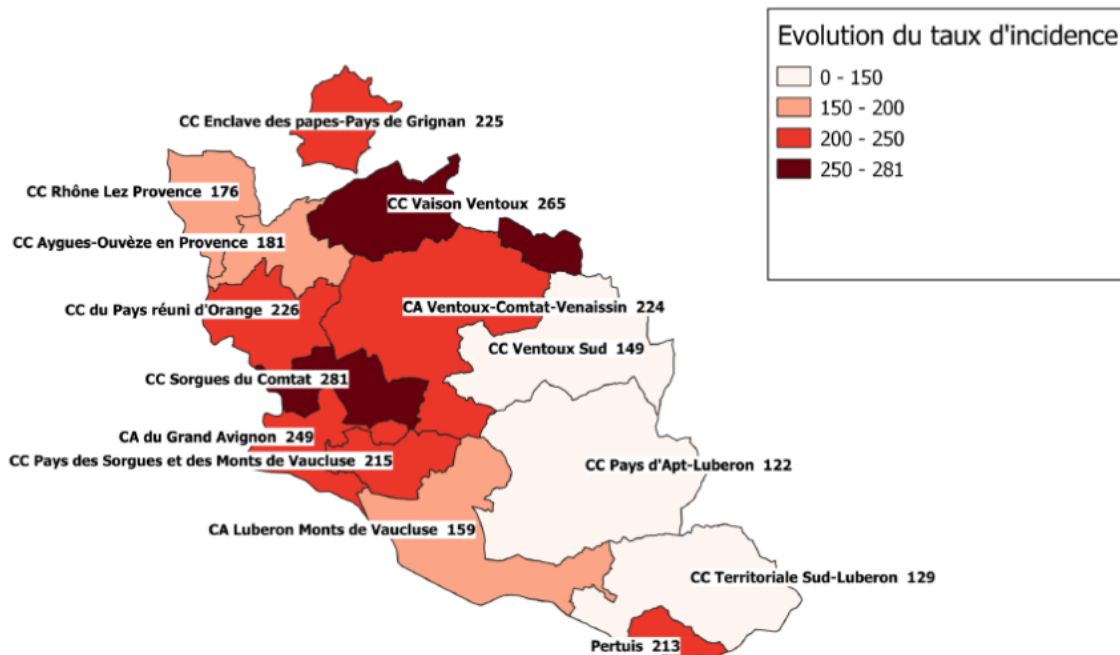 Evolution du taux d'incidence
0 - 150
150 - 200
200 - 250
250 - 281
CC Enclave des papes-Pays de Grignan 225
CC Rhône Lez Provence 176
CC Vaison Ventoux 265
CC Aygues-Ouvèze en Provence 181
CC du Pays réuni d'Orange 226
CA Ventoux-Comtat-Venaissin 224
CC Ventoux Sud 149
CC Sorgues du Comtat 281
CA du Grand Avignon 249
CC Pays des Sorgues et des Monts de Vaucluse 215
CC Pays d'Apt-Luberon 122
CA Luberon Monts de Vaucluse 159
CC Territoriale Sud-Luberon 129
Pertuis 213